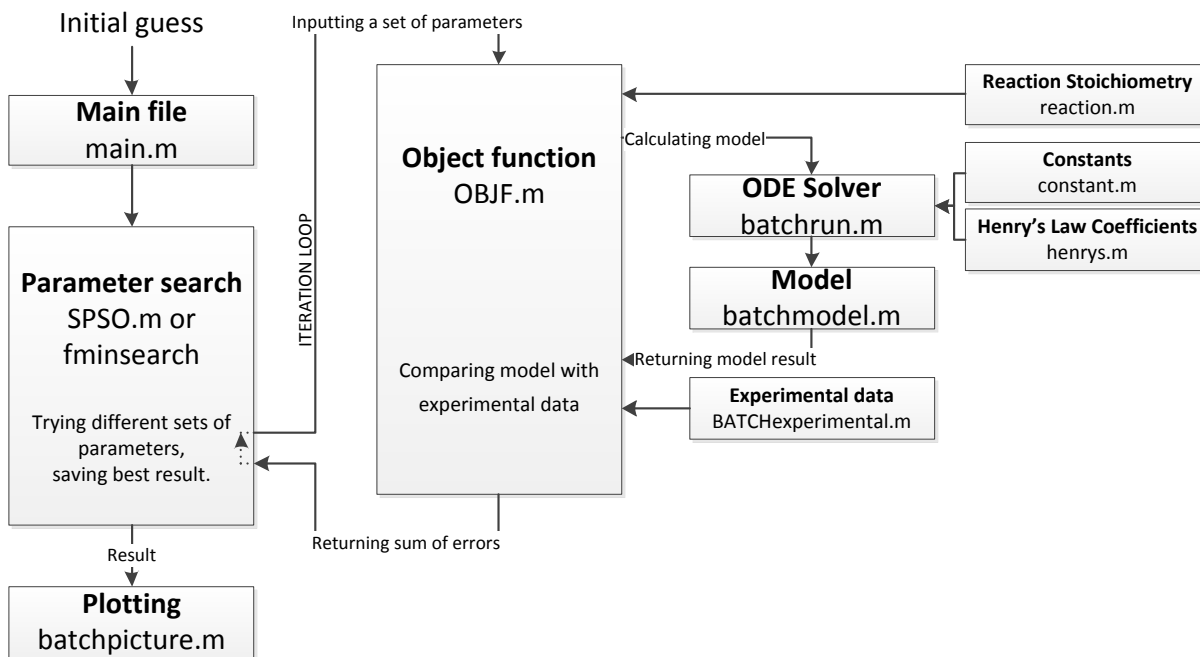 Initial guess
Main file
main.m
Parameter search
SPSO.m or
fminsearch
Trying different sets of
parameters,
saving best result.
Result
Plotting
batchpicture.m
ITERATION LOOP
Inputting a set of parameters
Object function
OBJF.m
Comparing model with
experimental data
Returning sum of errors
Calculating model
ODE Solver
batchrun.m
Model
batchmodel.m
Returning model result
Experimental data
BATCHexperimental.m
Reaction Stoichiometry
reaction.m
Constants
constant.m
Henry’s Law Coefficients
henrys.m